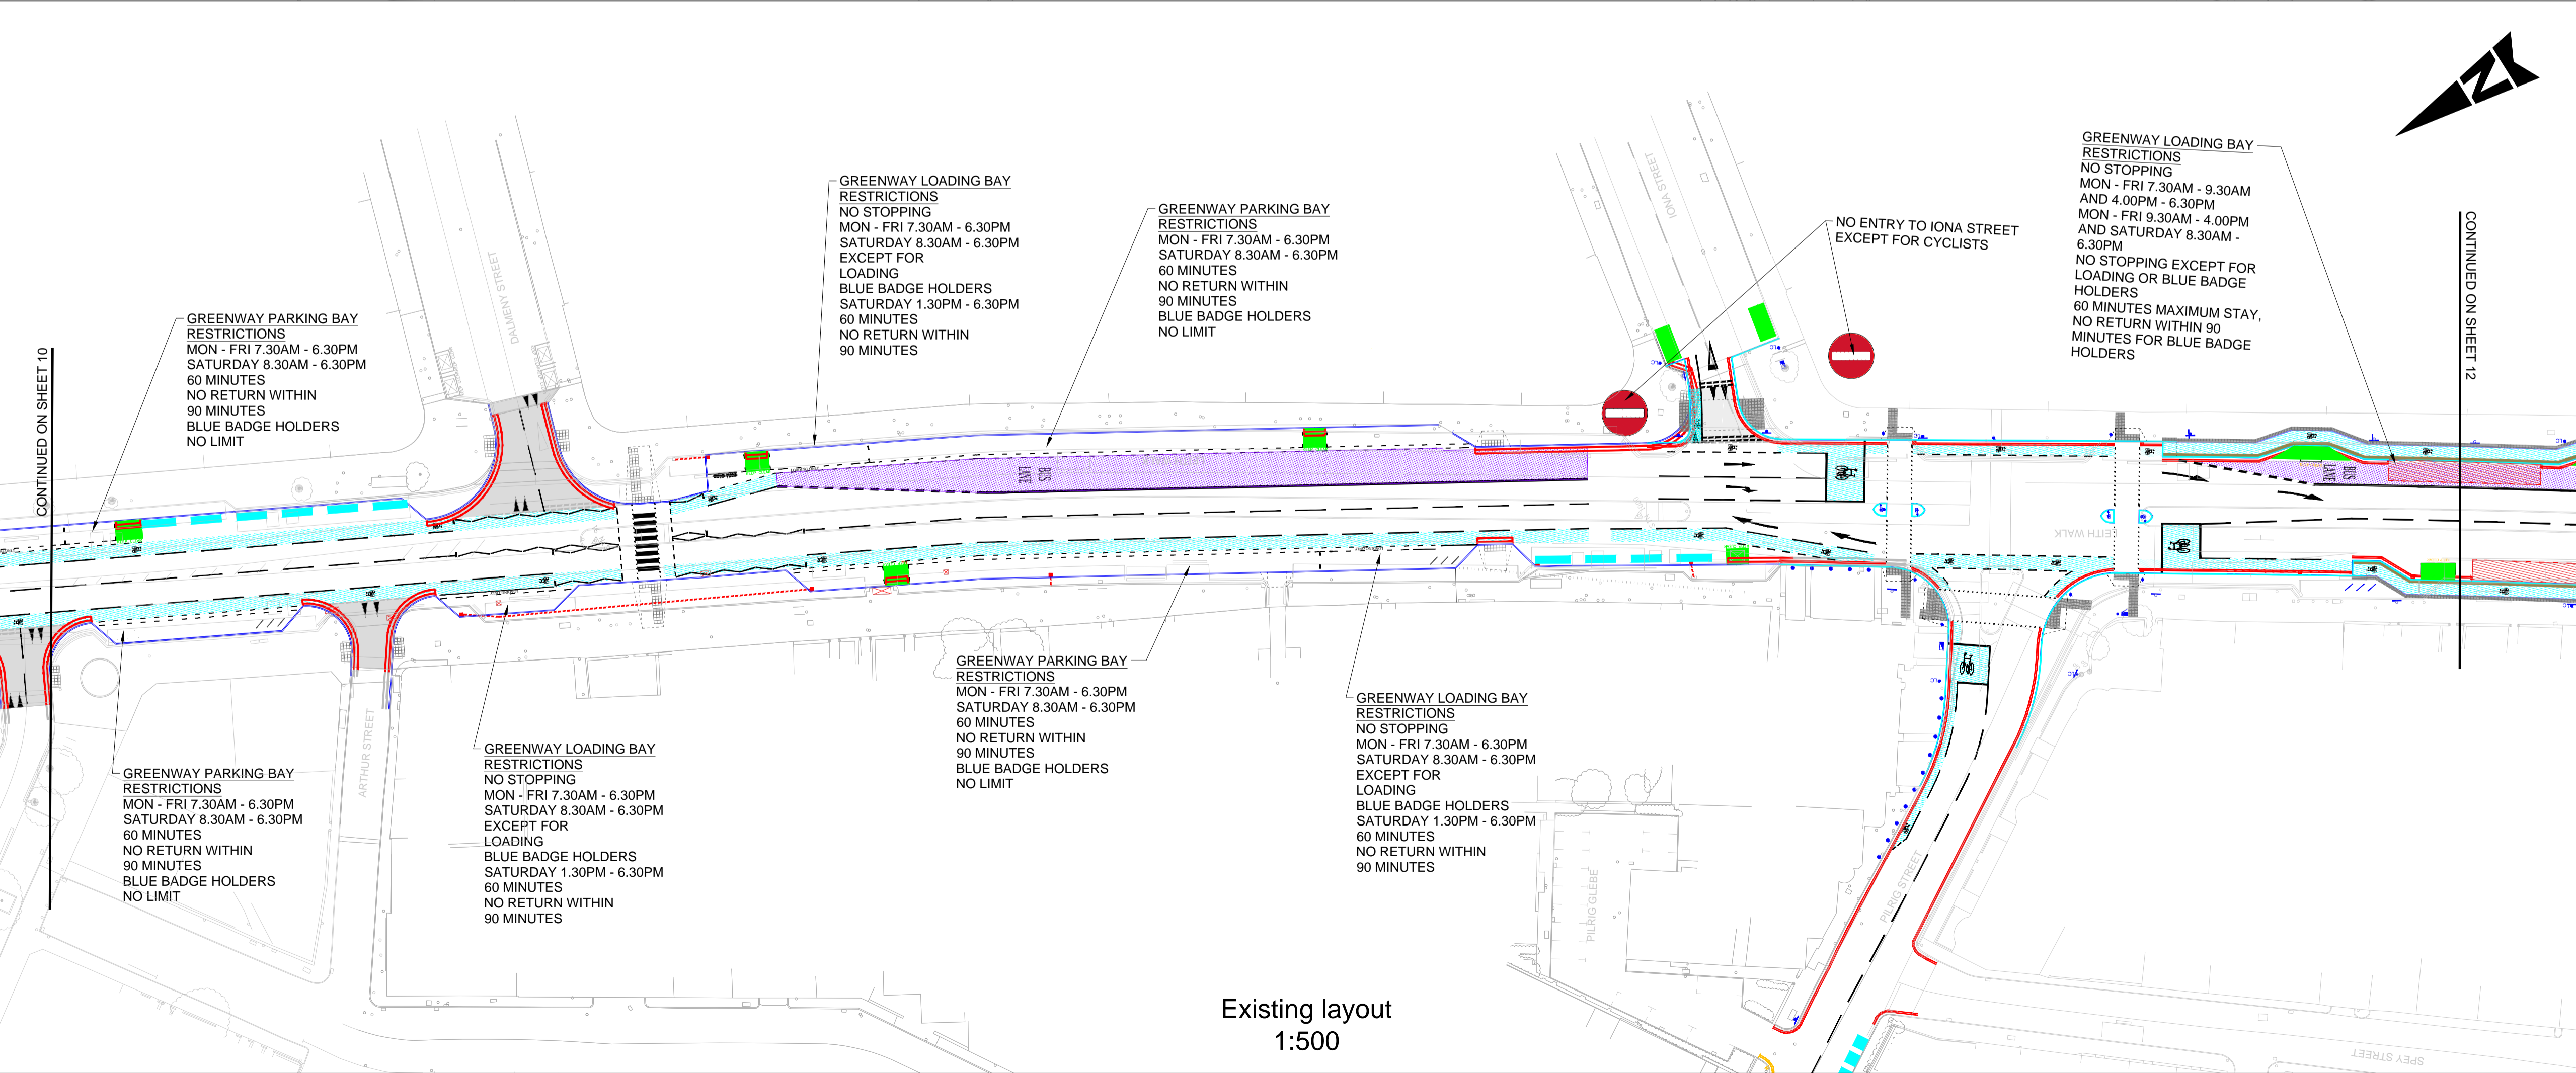 CONTINUED ON SHEET 10
GREENWAY PARKING BAY
RESTRICTIONS
MON - FRI 7.30AM - 6.30PM
SATURDAY 8.30AM - 6.30PM
60 MINUTES
NO RETURN WITHIN
90 MINUTES
BLUE BADGE HOLDERS
NO LIMIT
DALMENY STREET
GREENWAY LOADING BAY
RESTRICTIONS
NO STOPPING
MON - FRI 7.30AM - 6.30PM
SATURDAY 8.30AM - 6.30PM
EXCEPT FOR
LOADING
BLUE BADGE HOLDERS
SATURDAY 1.30PM - 6.30PM
60 MINUTES
NO RETURN WITHIN
90 MINUTES
GREENWAY PARKING BAY
RESTRICTIONS
MON - FRI 7.30AM - 6.30PM
SATURDAY 8.30AM - 6.30PM
60 MINUTES
NO RETURN WITHIN
90 MINUTES
BLUE BADGE HOLDERS
NO LIMIT
IONA STREET
NO ENTRY TO IONA STREET
EXCEPT FOR CYCLISTS
GREENWAY LOADING BAY
RESTRICTIONS
NO STOPPING
MON - FRI 7.30AM - 9.30AM
AND 4.00PM - 6.30PM
MON - FRI 9.30AM - 4.00PM
AND SATURDAY 8.30AM -
6.30PM
NO STOPPING EXCEPT FOR
LOADING OR BLUE BADGE
HOLDERS
60 MINUTES MAXIMUM STAY,
NO RETURN WITHIN 90
MINUTES FOR BLUE BADGE
HOLDERS
N
CONTINUED ON SHEET 12
BUS
LANE
BUS
LANE
LEITH WALK
GREENWAY PARKING BAY
RESTRICTIONS
MON - FRI 7.30AM - 6.30PM
SATURDAY 8.30AM - 6.30PM
60 MINUTES
NO RETURN WITHIN
90 MINUTES
BLUE BADGE HOLDERS
NO LIMIT
ARTHUR STREET
GREENWAY LOADING BAY
RESTRICTIONS
NO STOPPING
MON - FRI 7.30AM - 6.30PM
SATURDAY 8.30AM - 6.30PM
EXCEPT FOR
LOADING
BLUE BADGE HOLDERS
SATURDAY 1.30PM - 6.30PM
60 MINUTES
NO RETURN WITHIN
90 MINUTES
GREENWAY PARKING BAY
RESTRICTIONS
MON - FRI 7.30AM - 6.30PM
SATURDAY 8.30AM - 6.30PM
60 MINUTES
NO RETURN WITHIN
90 MINUTES
BLUE BADGE HOLDERS
NO LIMIT
GREENWAY LOADING BAY
RESTRICTIONS
NO STOPPING
MON - FRI 7.30AM - 6.30PM
SATURDAY 8.30AM - 6.30PM
EXCEPT FOR
LOADING
BLUE BADGE HOLDERS
SATURDAY 1.30PM - 6.30PM
60 MINUTES
NO RETURN WITHIN
90 MINUTES
PILRIG GLEBE
PILRIG STREET
SPEY STREET
Existing layout
1:500